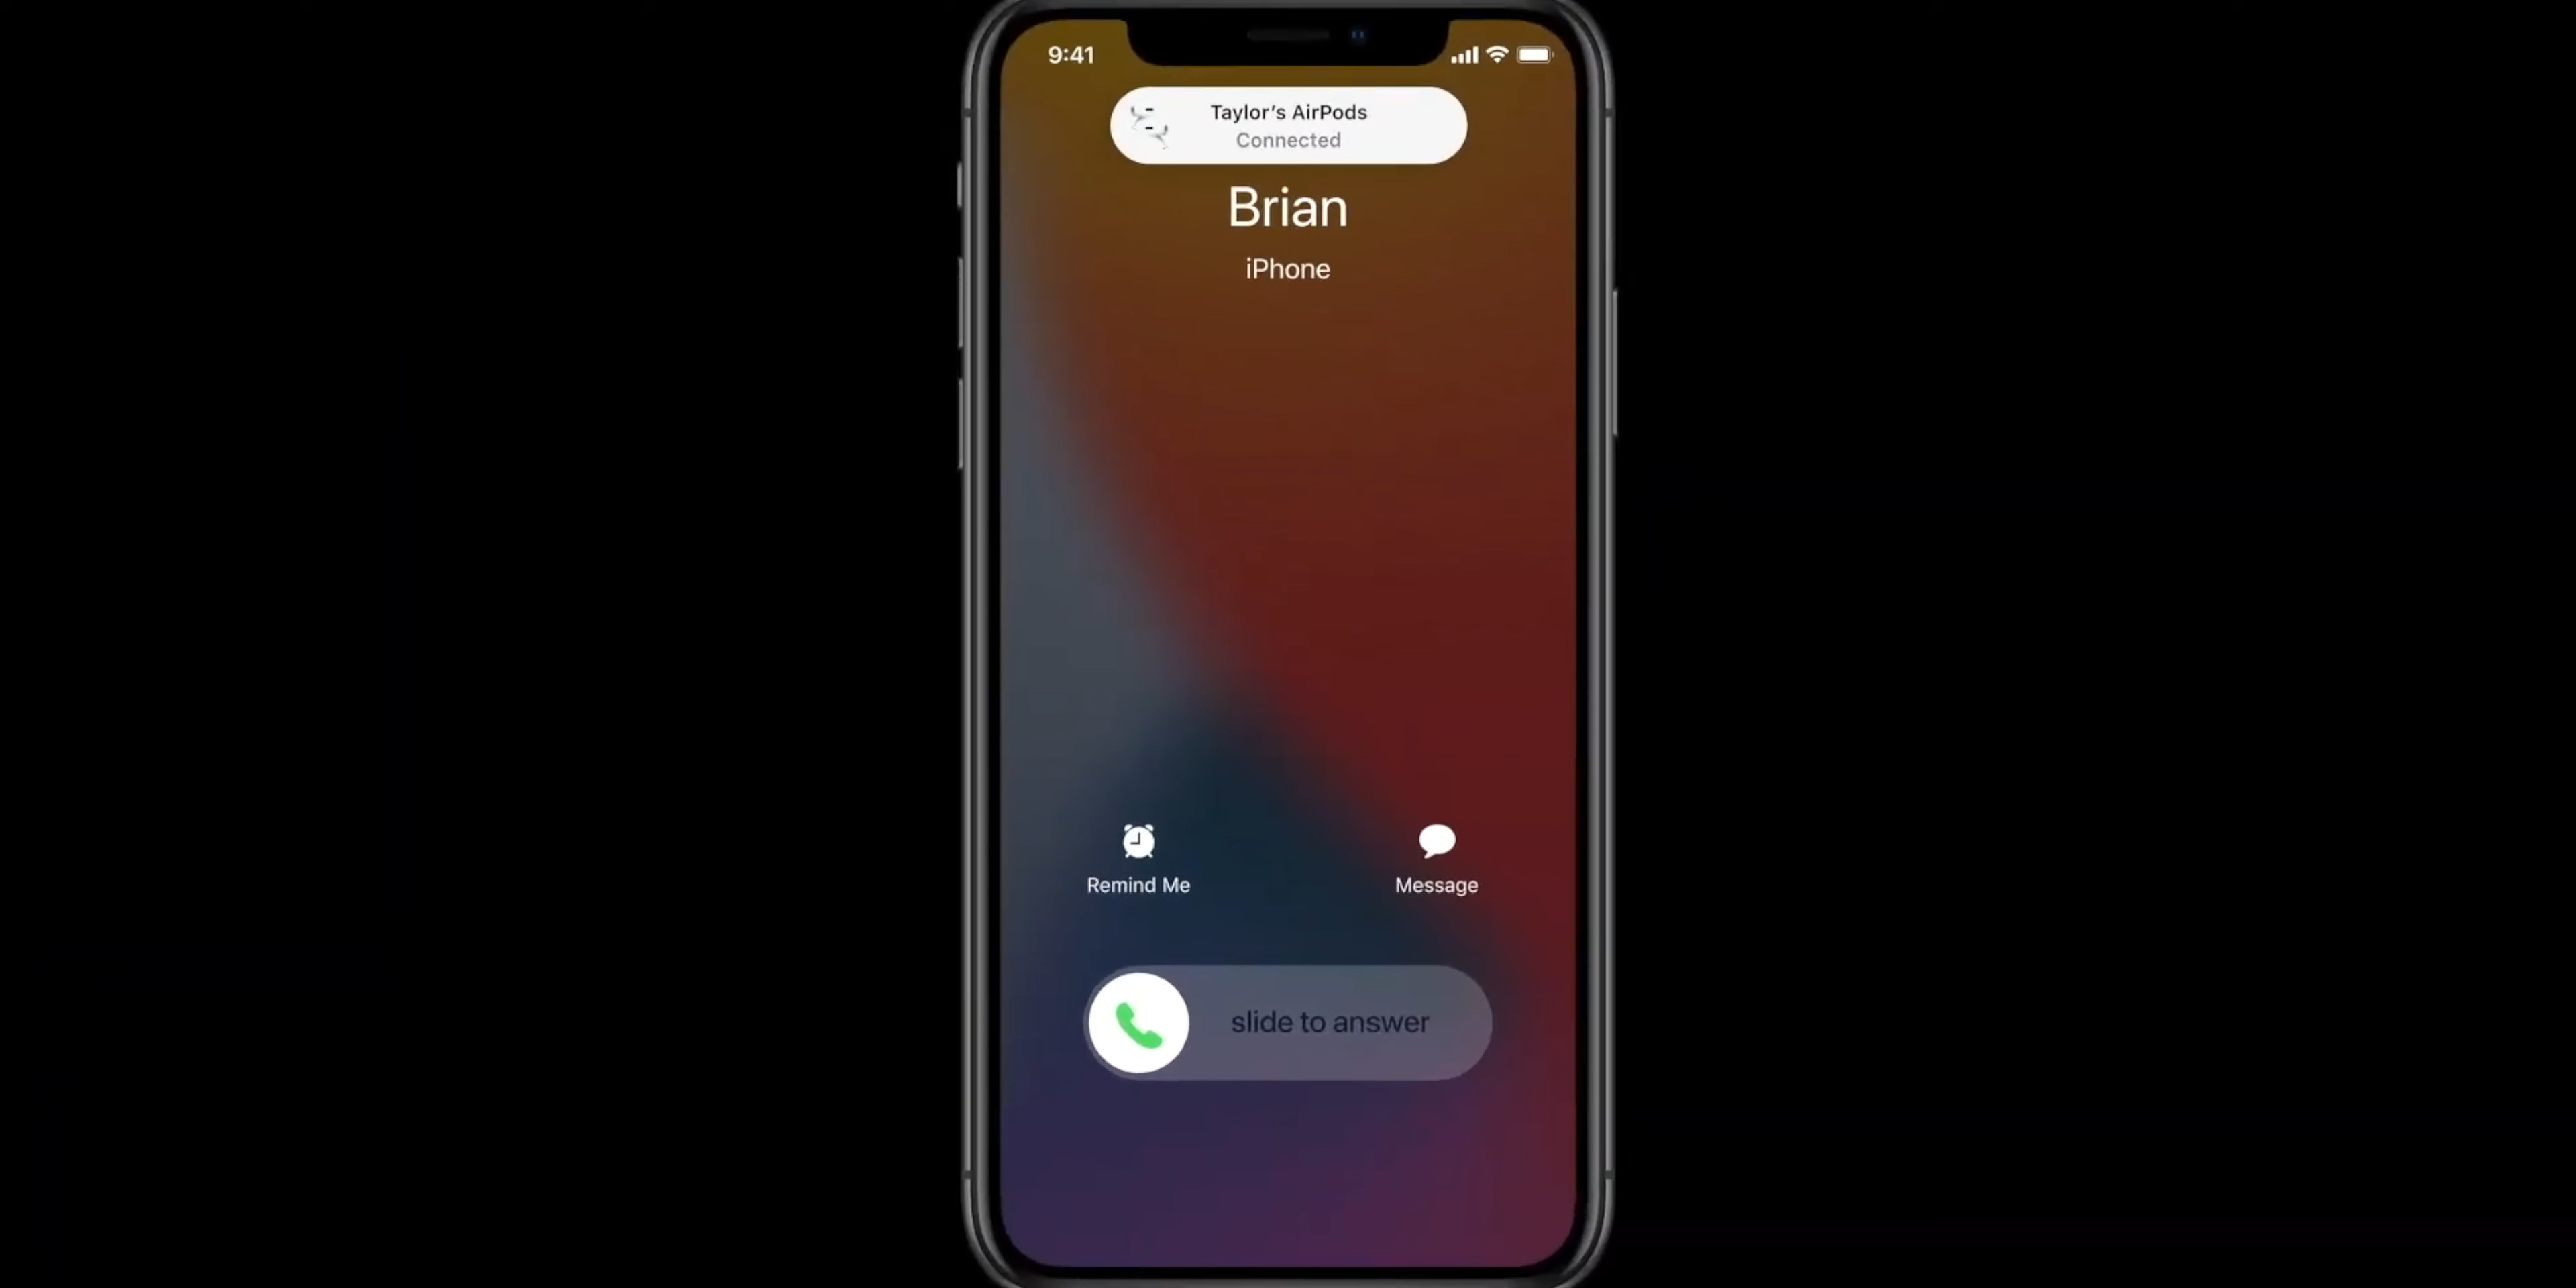 9:41
Taylor’s AirPods
Connected
Brian
iPhone
Remind Me
Message
slide to answer